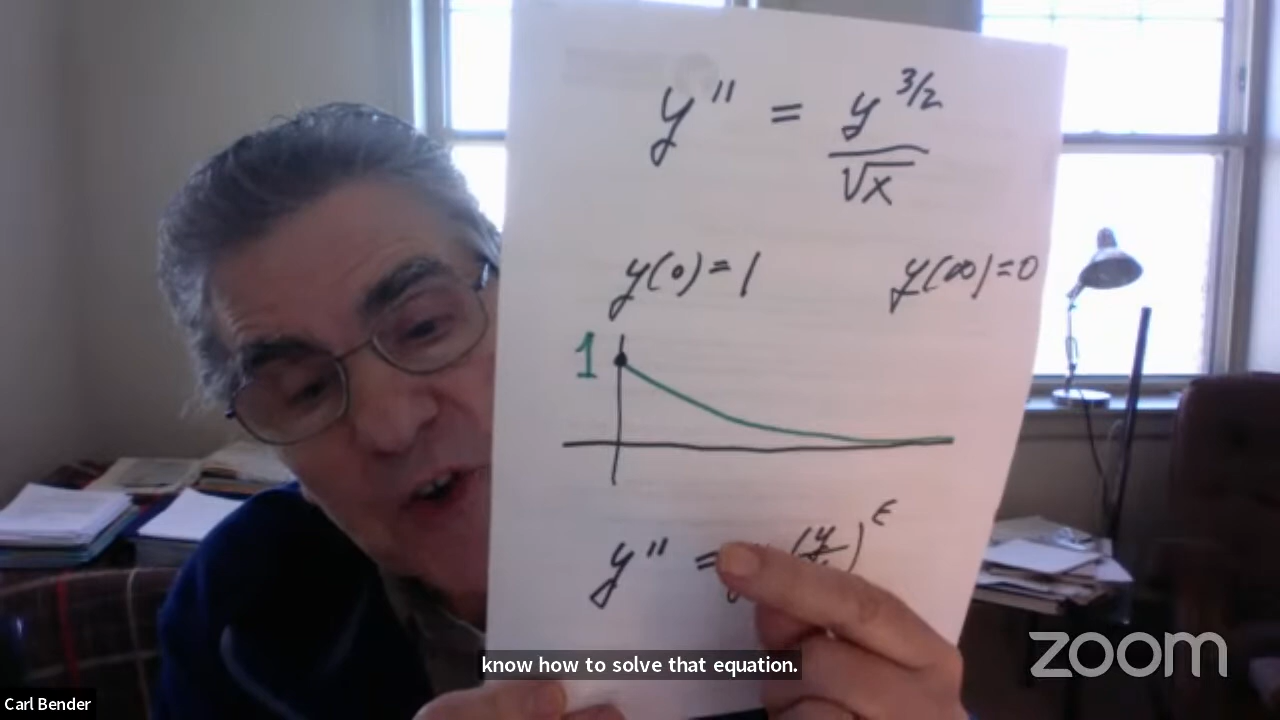 y'' = y^{3/2} / √x
y(0) = 1 y(∞) = 0
1
y'' = (y/ )^ε
know how to solve that equation.
zoom
Carl Bender